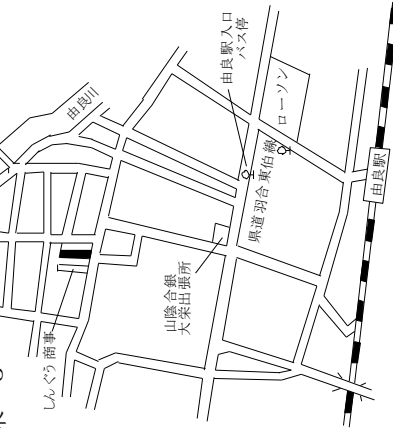 由良駅入口
バス停
由良川
ローソン
県道羽合東伯線
由良駅
山陰合銀
大栄出張所
しんぐう商事